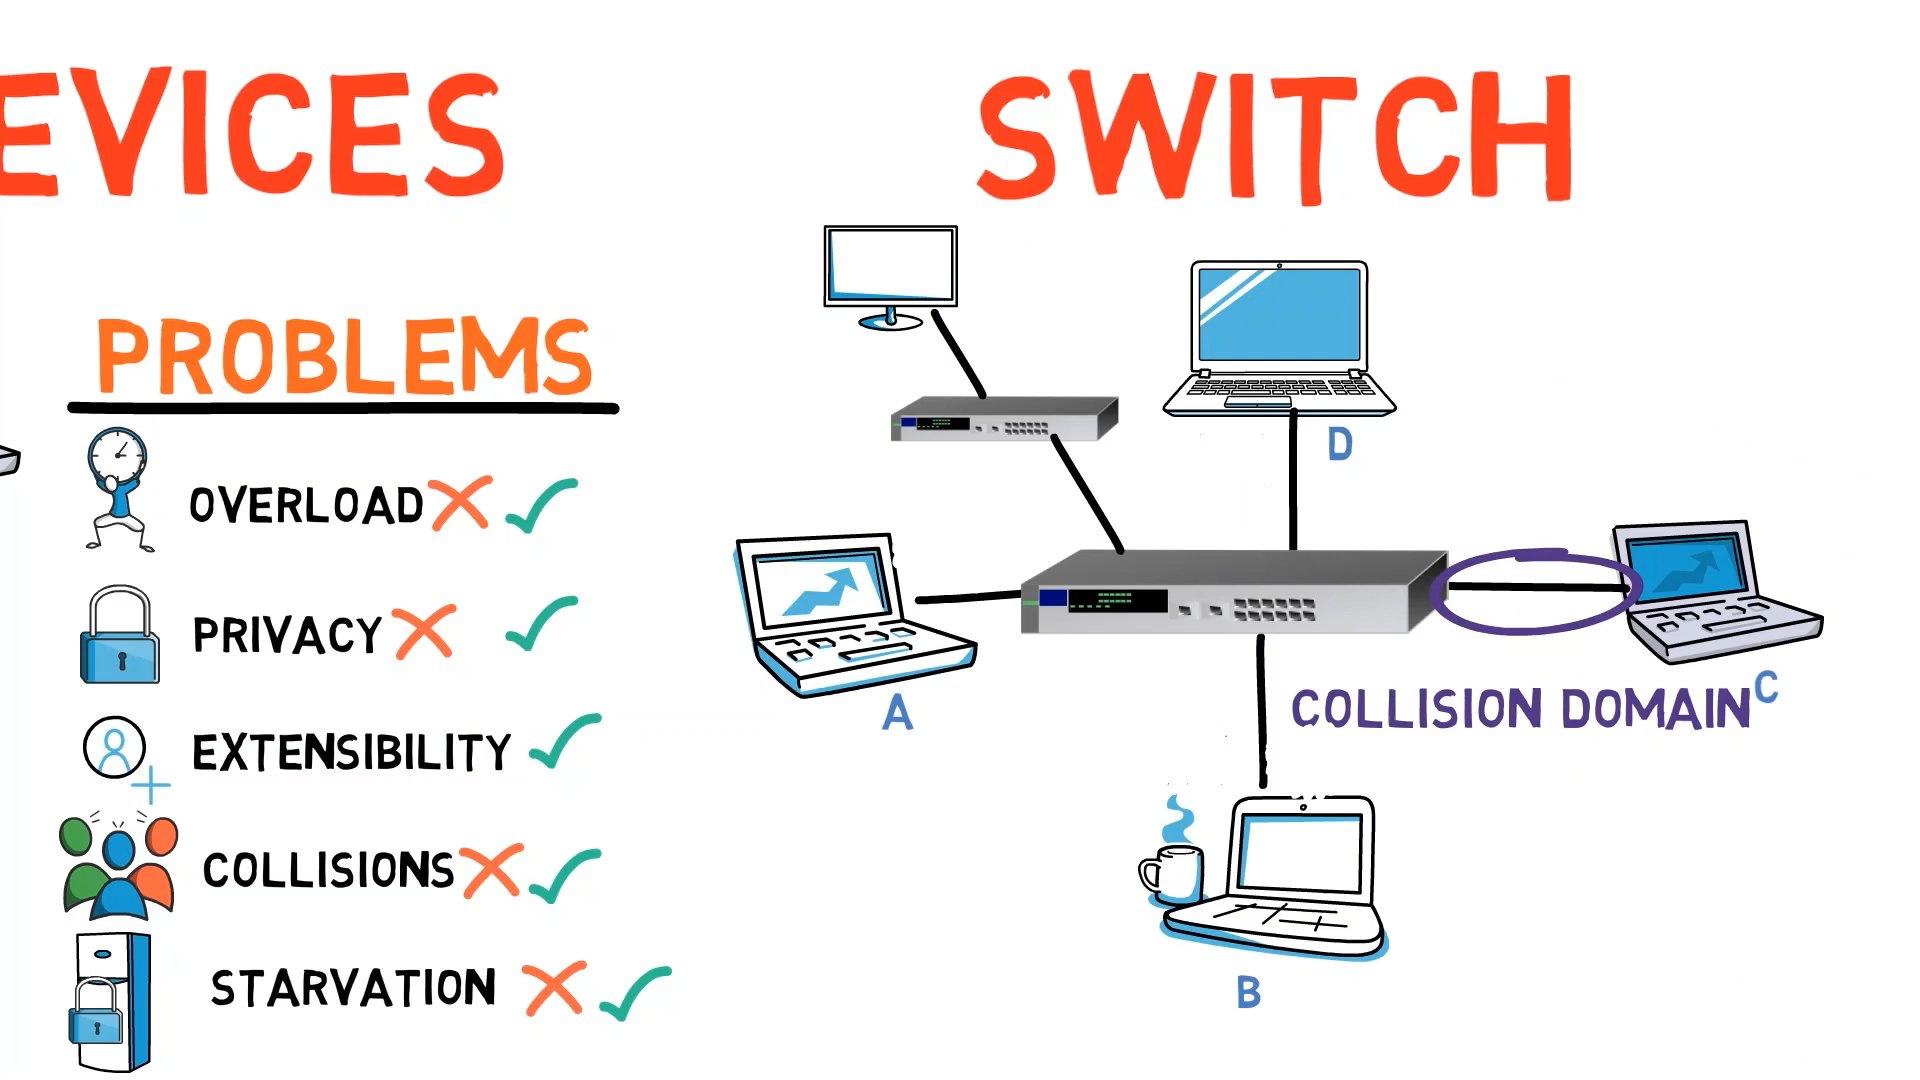 EVICES
SWITCH
PROBLEMS
OVERLOAD
PRIVACY
EXTENSIBILITY
COLLISIONS
STARVATION
D
A
COLLISION DOMAIN
C
B